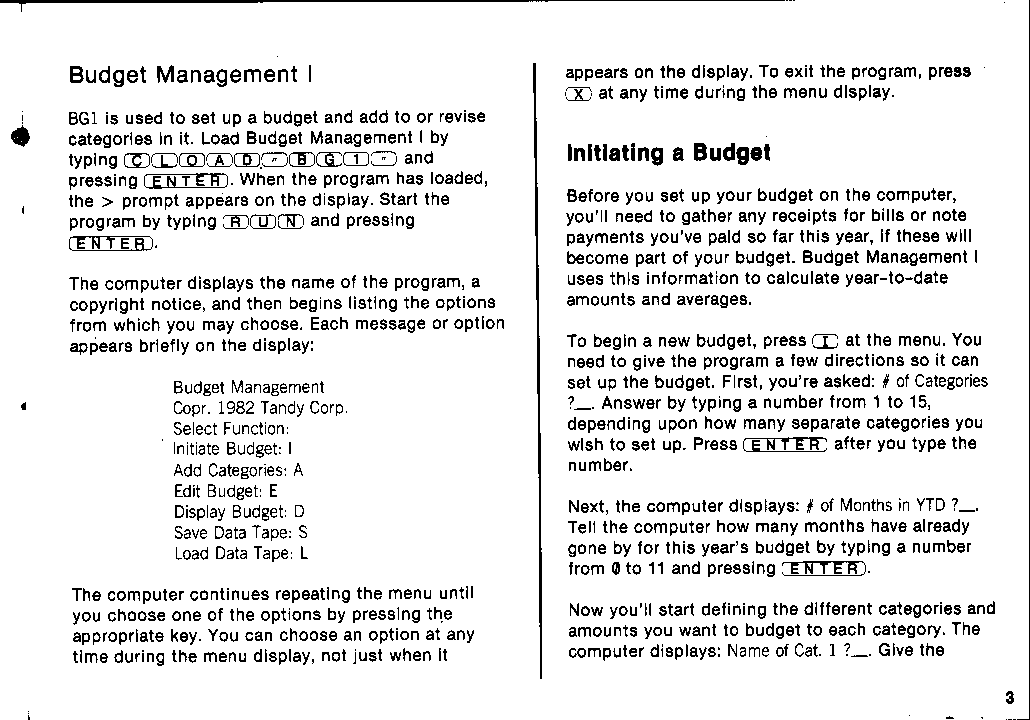 Budget Management I
BG1 is used to set up a budget and add to or revise
categories in it. Load Budget Management I by
typing C L O A D " B G 1 " and
pressing ENTER. When the program has loaded,
the > prompt appears on the display. Start the
program by typing R U N and pressing
ENTER.
The computer displays the name of the program, a
copyright notice, and then begins listing the options
from which you may choose. Each message or option
appears briefly on the display:
Budget Management
Copr. 1982 Tandy Corp.
Select Function:
Initiate Budget: I
Add Categories: A
Edit Budget: E
Display Budget: D
Save Data Tape: S
Load Data Tape: L
The computer continues repeating the menu until
you choose one of the options by pressing the
appropriate key. You can choose an option at any
time during the menu display, not just when it
appears on the display. To exit the program, press
X at any time during the menu display.
Initiating a Budget
Before you set up your budget on the computer,
you'll need to gather any receipts for bills or note
payments you've paid so far this year, if these will
become part of your budget. Budget Management I
uses this information to calculate year-to-date
amounts and averages.
To begin a new budget, press I at the menu. You
need to give the program a few directions so it can
set up the budget. First, you're asked: # of Categories
?_. Answer by typing a number from 1 to 15,
depending upon how many separate categories you
wish to set up. Press ENTER after you type the
number.
Next, the computer displays: # of Months in YTD ?_.
Tell the computer how many months have already
gone by for this year's budget by typing a number
from 0 to 11 and pressing ENTER.
Now you'll start defining the different categories and
amounts you want to budget to each category. The
computer displays: Name of Cat. 1 ?_. Give the
3